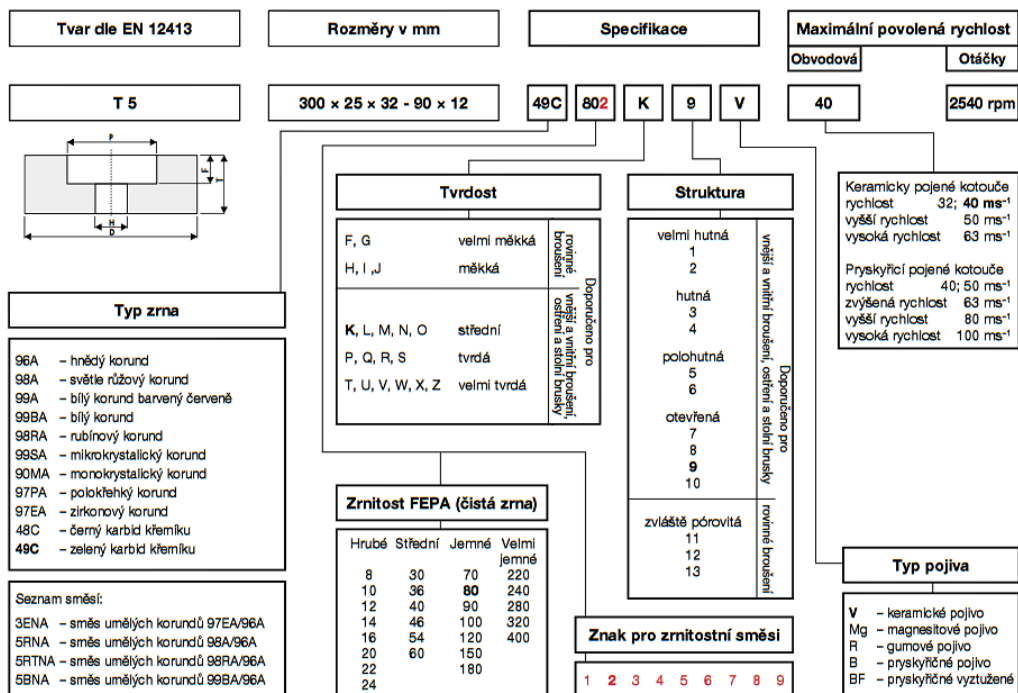 Tvar dle EN 12413
Rozměry v mm
Specifikace
Maximální povolená rychlost
Obvodová
Otáčky
T 5
300 × 25 × 32 - 90 × 12
49C
802
K
9
V
40
2540 rpm
P
F
T
H
D
Typ zrna
96A – hnědý korund
98A – světle růžový korund
99A – bílý korund barvený červeně
99BA – bílý korund
98RA – rubínový korund
99SA – mikrokrystalický korund
90MA – monokrystalický korund
97PA – polokřehký korund
97EA – zirkonový korund
48C – černý karbid křemíku
49C – zelený karbid křemíku
Seznam směsí:
3ENA – směs umělých korundů 97EA/96A
5RNA – směs umělých korundů 98A/96A
5RTNA – směs umělých korundů 98RA/96A
5BNA – směs umělých korundů 99BA/96A
Tvrdost
F, G velmi měkká
H, I ,J měkká
K, L, M, N, O střední
P, Q, R, S tvrdá
T, U, V, W, X, Z velmi tvrdá
rovinné
broušení
vnější a vnitřní broušení,
ostření a stolní brusky
Doporučeno pro
Zrnitost FEPA (čistá zrna)
Hrubé Střední Jemné Velmi
jemné
8 30 70 220
10 36 80 240
12 40 90 280
14 46 100 320
16 54 120 400
20 60 150
22 180
24
Struktura
velmi hutná
1
2
hutná
3
4
polohutná
5
6
otevřená
7
8
9
10
zvláště pórovitá
11
12
13
vnější a vnitřní broušení, ostření a stolní brusky
rovinné broušení
Doporučeno pro
Znak pro zrnitostní směsi
1 2 3 4 5 6 7 8 9
Keramicky pojené kotouče
rychlost 32; 40 ms⁻¹
vyšší rychlost 50 ms⁻¹
vysoká rychlost 63 ms⁻¹
Pryskyřicí pojené kotouče
rychlost 40; 50 ms⁻¹
zvýšená rychlost 63 ms⁻¹
vyšší rychlost 80 ms⁻¹
vysoká rychlost 100 ms⁻¹
Typ pojiva
V – keramické pojivo
Mg – magnesitové pojivo
R – gumové pojivo
B – pryskyřičné pojivo
BF – pryskyřičné vyztužené